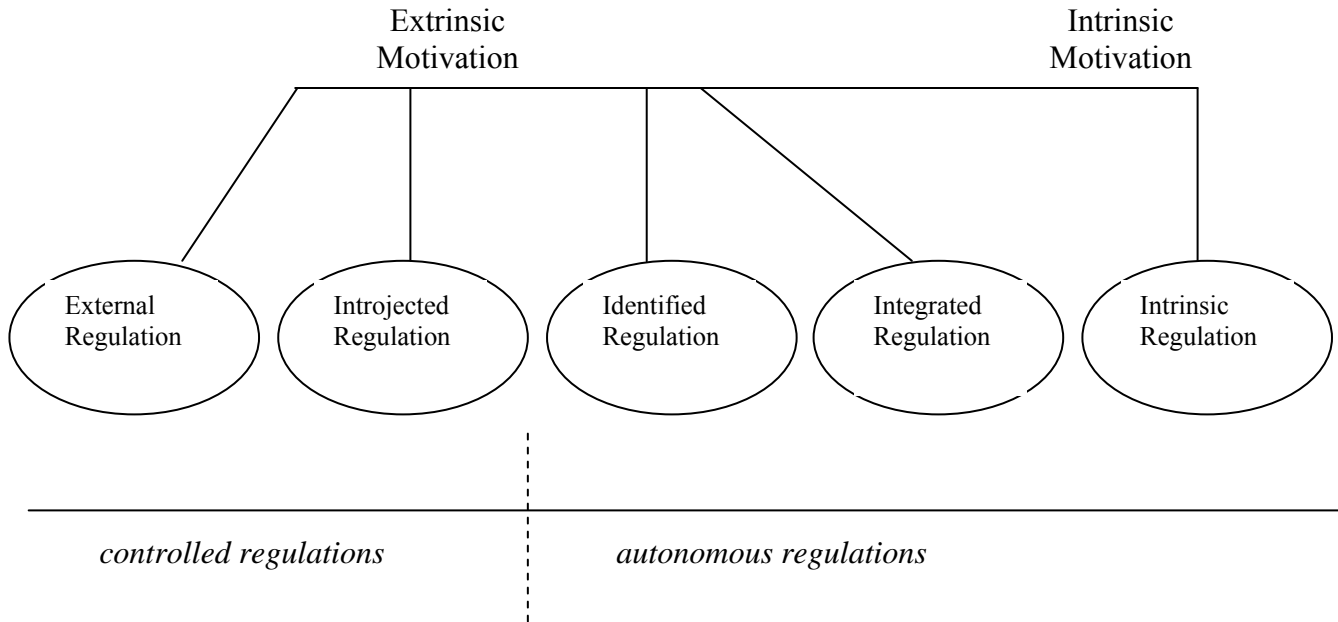 Extrinsic
Motivation
Intrinsic
Motivation
External
Regulation
Introjected
Regulation
Identified
Regulation
Integrated
Regulation
Intrinsic
Regulation
controlled regulations
autonomous regulations